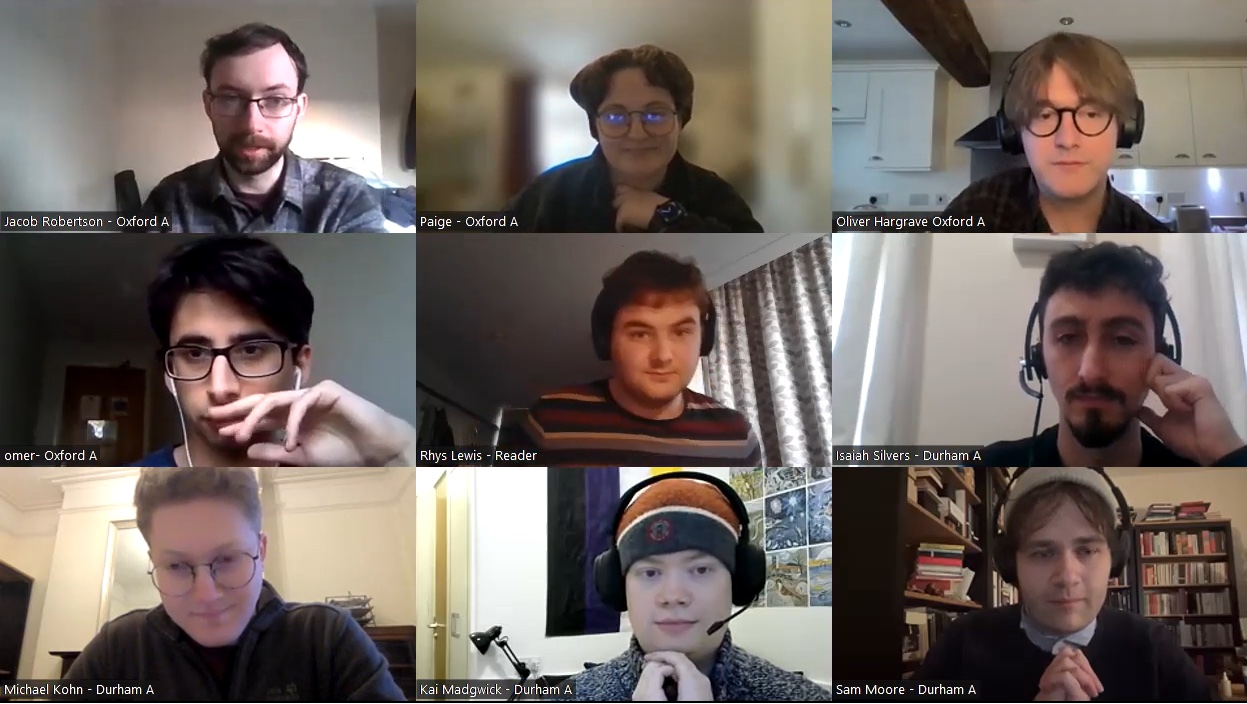 Jacob Robertson - Oxford A
Paige - Oxford A
Oliver Hargrave Oxford A
omer- Oxford A
Rhys Lewis - Reader
Isaiah Silvers - Durham A
Michael Kohn - Durham A
Kai Madgwick - Durham A
Sam Moore - Durham A